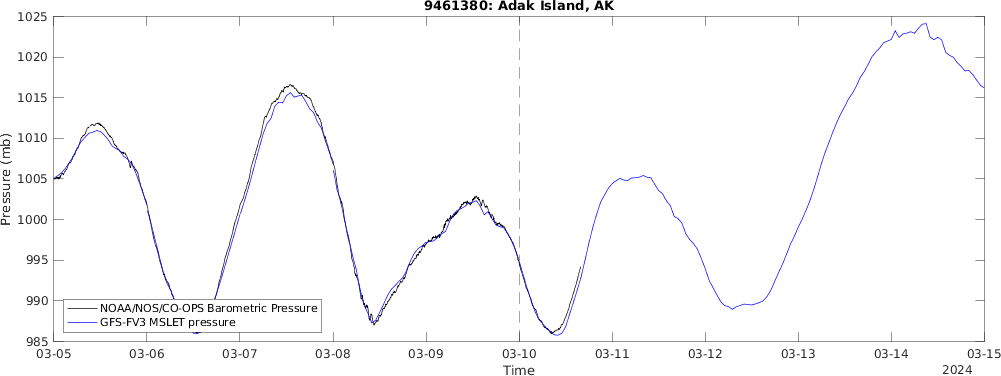 9461380: Adak Island, AK
Pressure (mb)
1025
1020
1015
1010
1005
1000
995
990
985
NOAA/NOS/CO-OPS Barometric Pressure
GFS-FV3 MSLET pressure
03-05 03-06 03-07 03-08 03-09 03-10 03-11 03-12 03-13 03-14 03-15
Time
2024